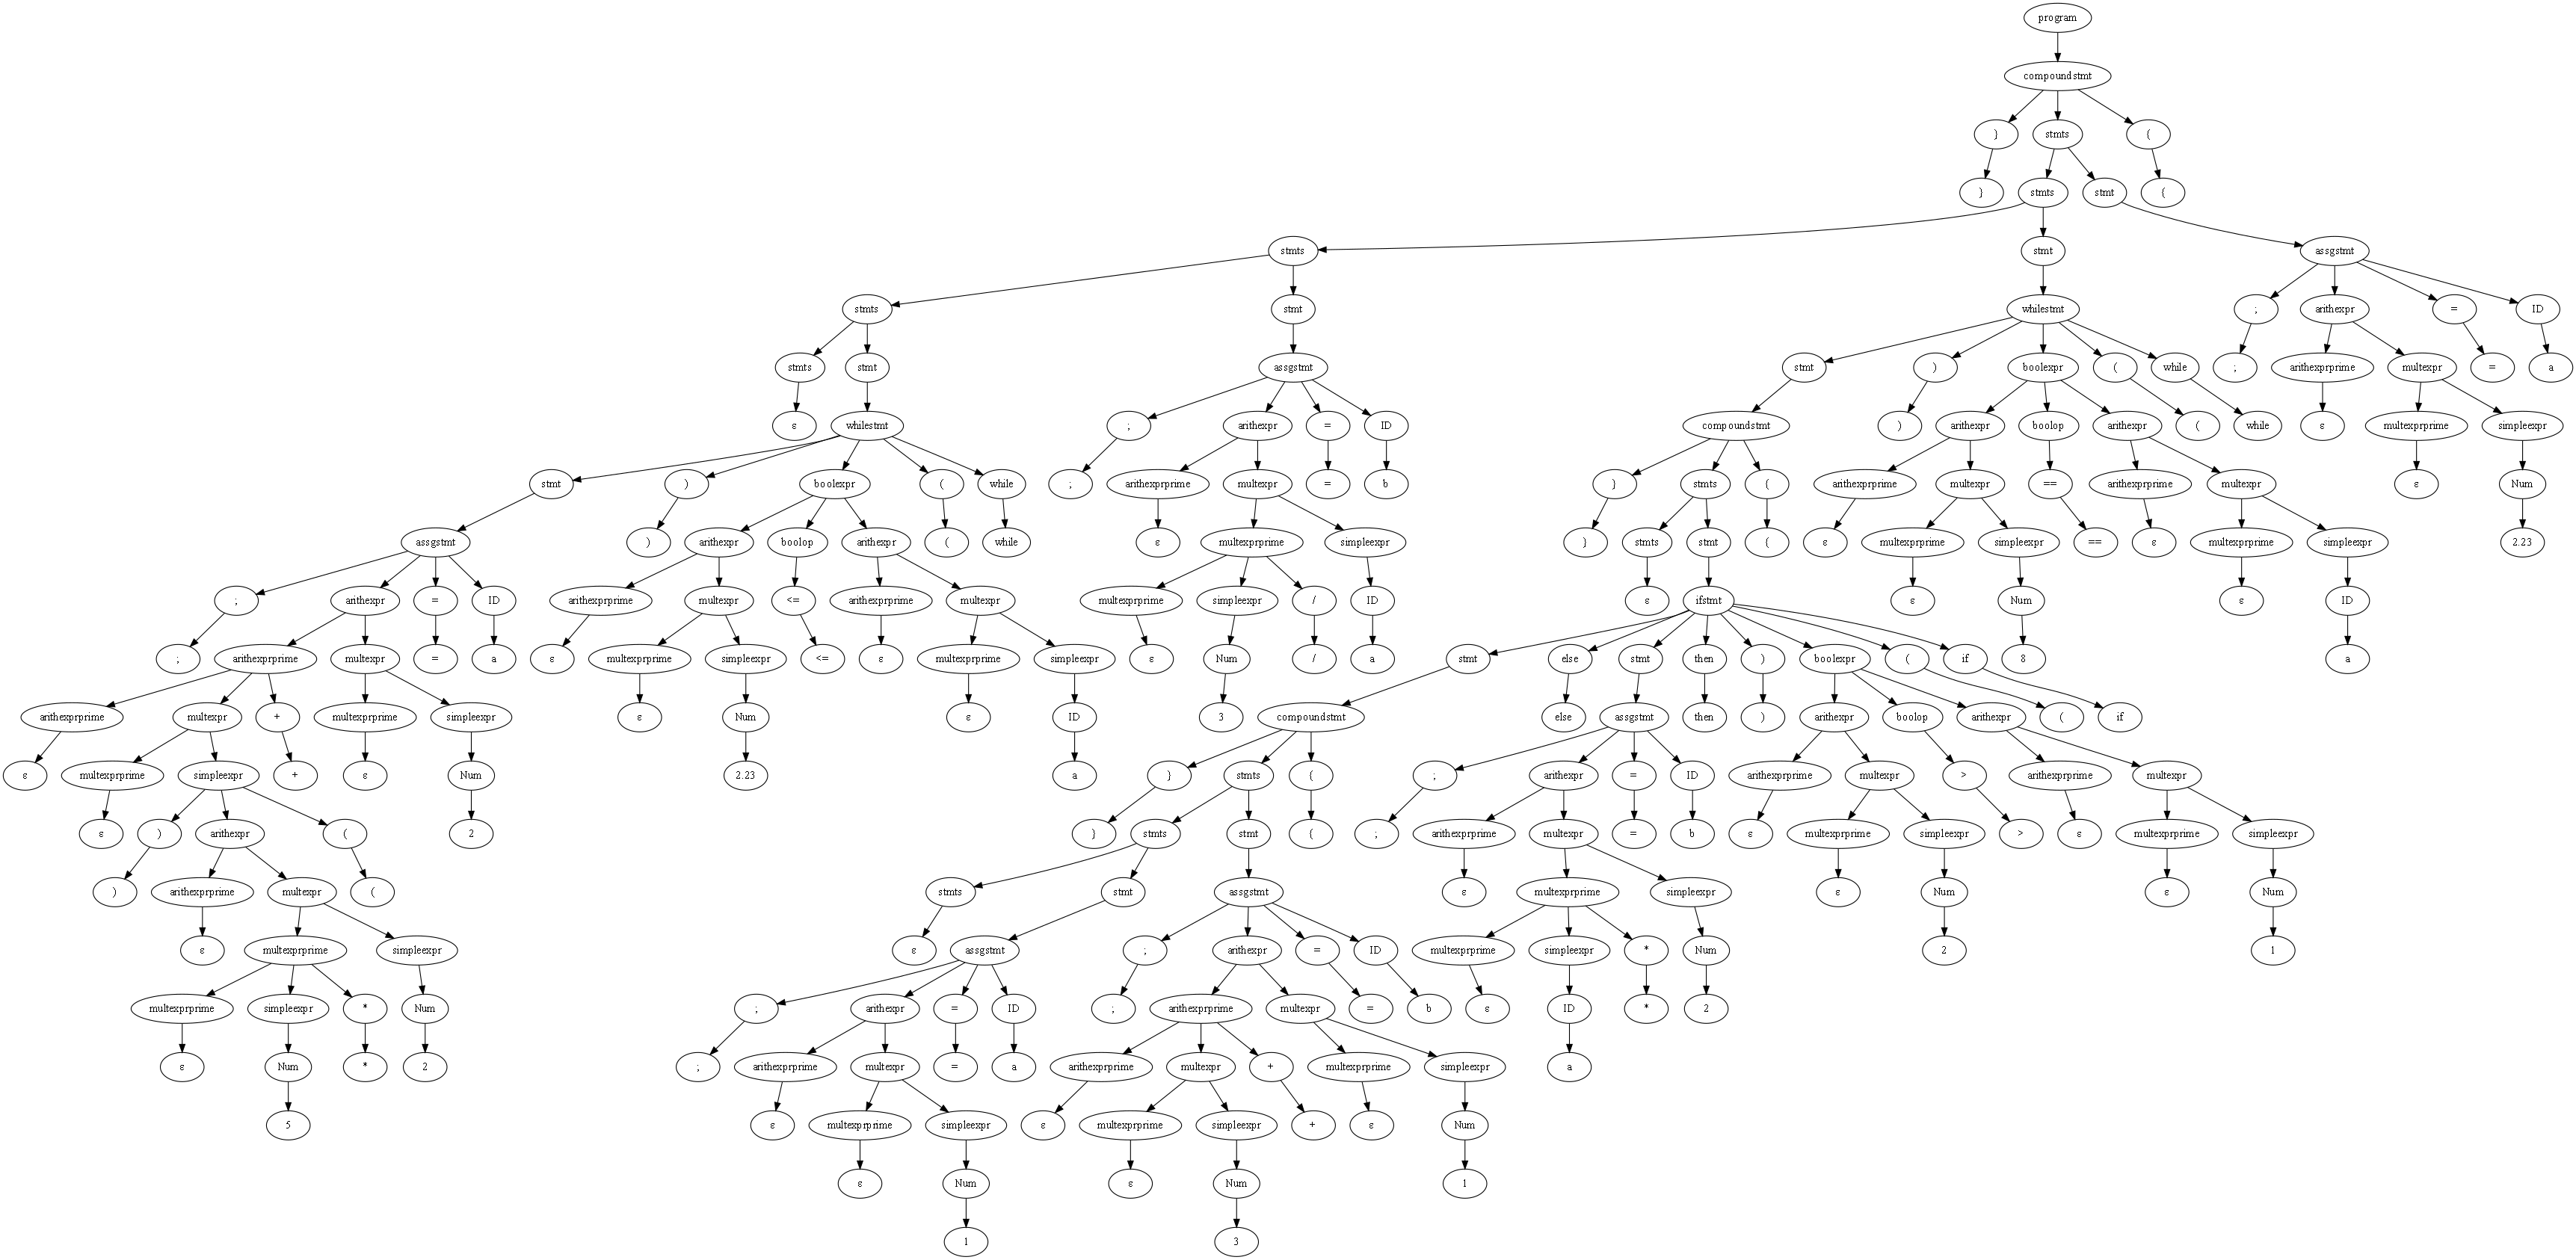 program
compoundstmt
} stmts {
} stmts stmt {
stmts stmt assgstmt
stmts stmt whilestmt ; arithexpr = ID
stmts stmt assgstmt stmt ) boolexpr ( while ; arithexprprime multexpr = a
ε whilestmt ; arithexpr = ID compoundstmt ) arithexpr boolop arithexpr ( while ε multexprprime simpleexpr
stmt ) boolexpr ( while ; arithexprprime multexpr = b } stmts { arithexprprime multexpr == arithexprprime multexpr ε Num
assgstmt ) arithexpr boolop arithexpr ( while ε multexprprime simpleexpr } stmts stmt { ε multexprprime simpleexpr == ε multexprprime simpleexpr 2.23
; arithexpr = ID arithexprprime multexpr <= arithexprprime multexpr multexprprime simpleexpr / ID ε ifstmt ε Num ε ID
; arithexprprime multexpr = a ε multexprprime simpleexpr <= ε multexprprime simpleexpr ε Num / a stmt else stmt then ) boolexpr ( if 8 a
arithexprprime multexpr + multexprprime simpleexpr ε Num ε ID 3 compoundstmt else assgstmt then ) arithexpr boolop arithexpr ( if
ε multexprprime simpleexpr + ε Num 2.23 a } stmts { ; arithexpr = ID arithexprprime multexpr > arithexprprime multexpr
ε ) arithexpr ( 2 } stmts stmt { ; arithexprprime multexpr = b ε multexprprime simpleexpr > ε multexprprime simpleexpr
) arithexprprime multexpr ( stmts stmt assgstmt ε multexprprime simpleexpr ε Num ε Num
ε multexprprime simpleexpr ε assgstmt ; arithexpr = ID multexprprime simpleexpr * Num 2 1
multexprprime simpleexpr * Num ; arithexpr = ID ; arithexprprime multexpr = b ε ID * 2
ε Num * 2 ; arithexprprime multexpr = a arithexprprime multexpr + multexprprime simpleexpr a
5 ε multexprprime simpleexpr ε multexprprime simpleexpr + ε Num
ε Num ε Num 1
1 3